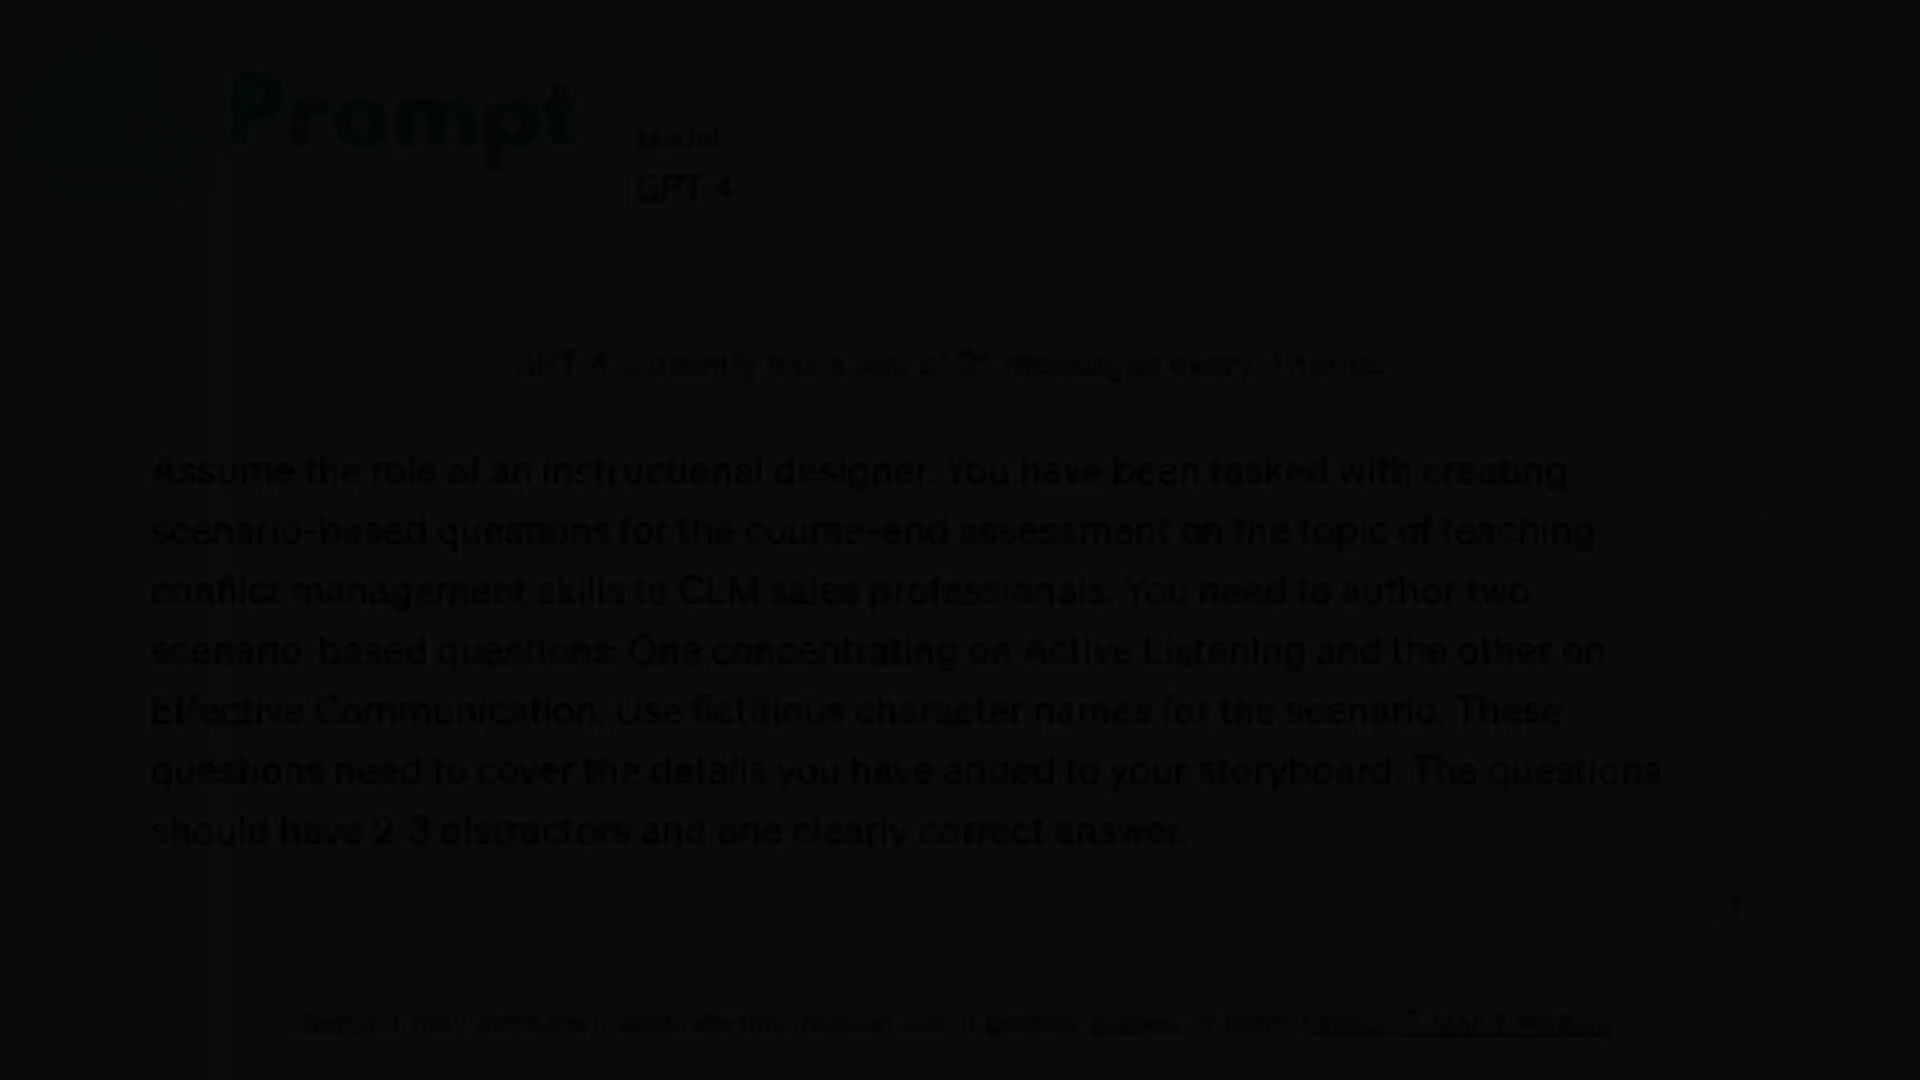 Prompt
Model
GPT-4
GPT-4 currently has a cap of 25 messages every 3 hours.
Assume the role of an instructional designer. You have been tasked with creating
scenario-based questions for the course-end assessmant on the topic of teaching
conflict management skills to CLM sales professionals. You need to author two
scenario-based questions: One concentrating on Active Listening and the other on
Effective Communication. Use fictitious character names for the scenario. These
questions need to cover the details you have added to your storyboard. The questions
should have 2-3 distractors and one clearly correct answer.
ChatGPT may produce inaccurate information about people, places, or facts. ChatGPT